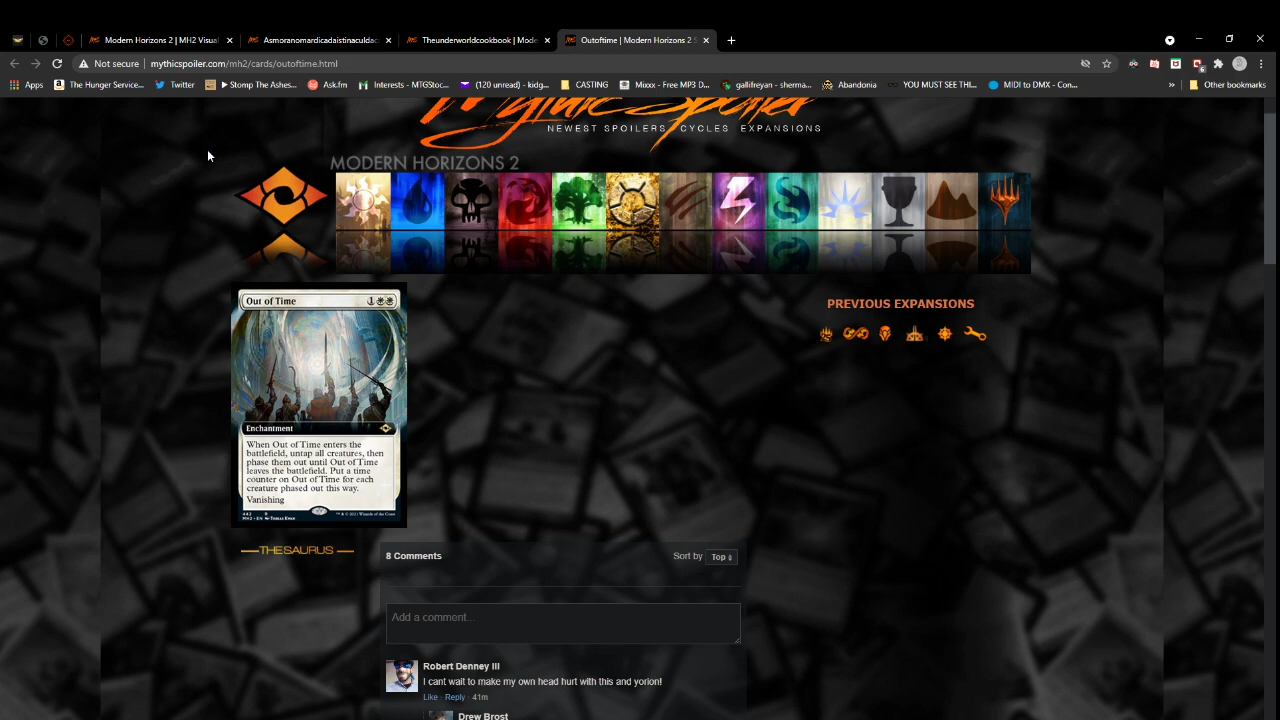 Modern Horizons 2 | MH2 Visual
Asmoranomardicadaistinaculdac
Theunderworldcookbook | Mode
Outoftime | Modern Horizons 2 S
Not secure | mythicspoiler.com/mh2/cards/outoftime.html
Apps
The Hunger Service...
Twitter
Stomp The Ashes...
Ask.fm
Interests - MTGStoc...
(120 unread) - kidg...
CASTING
Mixxx - Free MP3 D...
gallifreyan - sherma...
Abandonia
YOU MUST SEE THI...
MIDI to DMX - Con...
»
Other bookmarks
Mythic Spoiler
NEWEST SPOILERS CYCLES EXPANSIONS
MODERN HORIZONS 2
Out of Time 1
PREVIOUS EXPANSIONS
Enchantment
When Out of Time enters the
battlefield, untap all creatures, then
phase them out until Out of Time
leaves the battlefield. Put a time
counter on Out of Time for each
creature phased out this way.
Vanishing
THESAURUS
8 Comments
Sort by Top
Add a comment...
Robert Denney III
I cant wait to make my own head hurt with this and yorion!
Like · Reply · 41m
Drew Brost